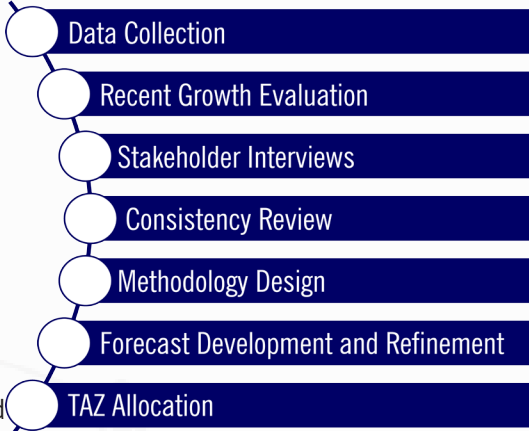 Data Collection
Recent Growth Evaluation
Stakeholder Interviews
Consistency Review
Methodology Design
Forecast Development and Refinement
TAZ Allocation